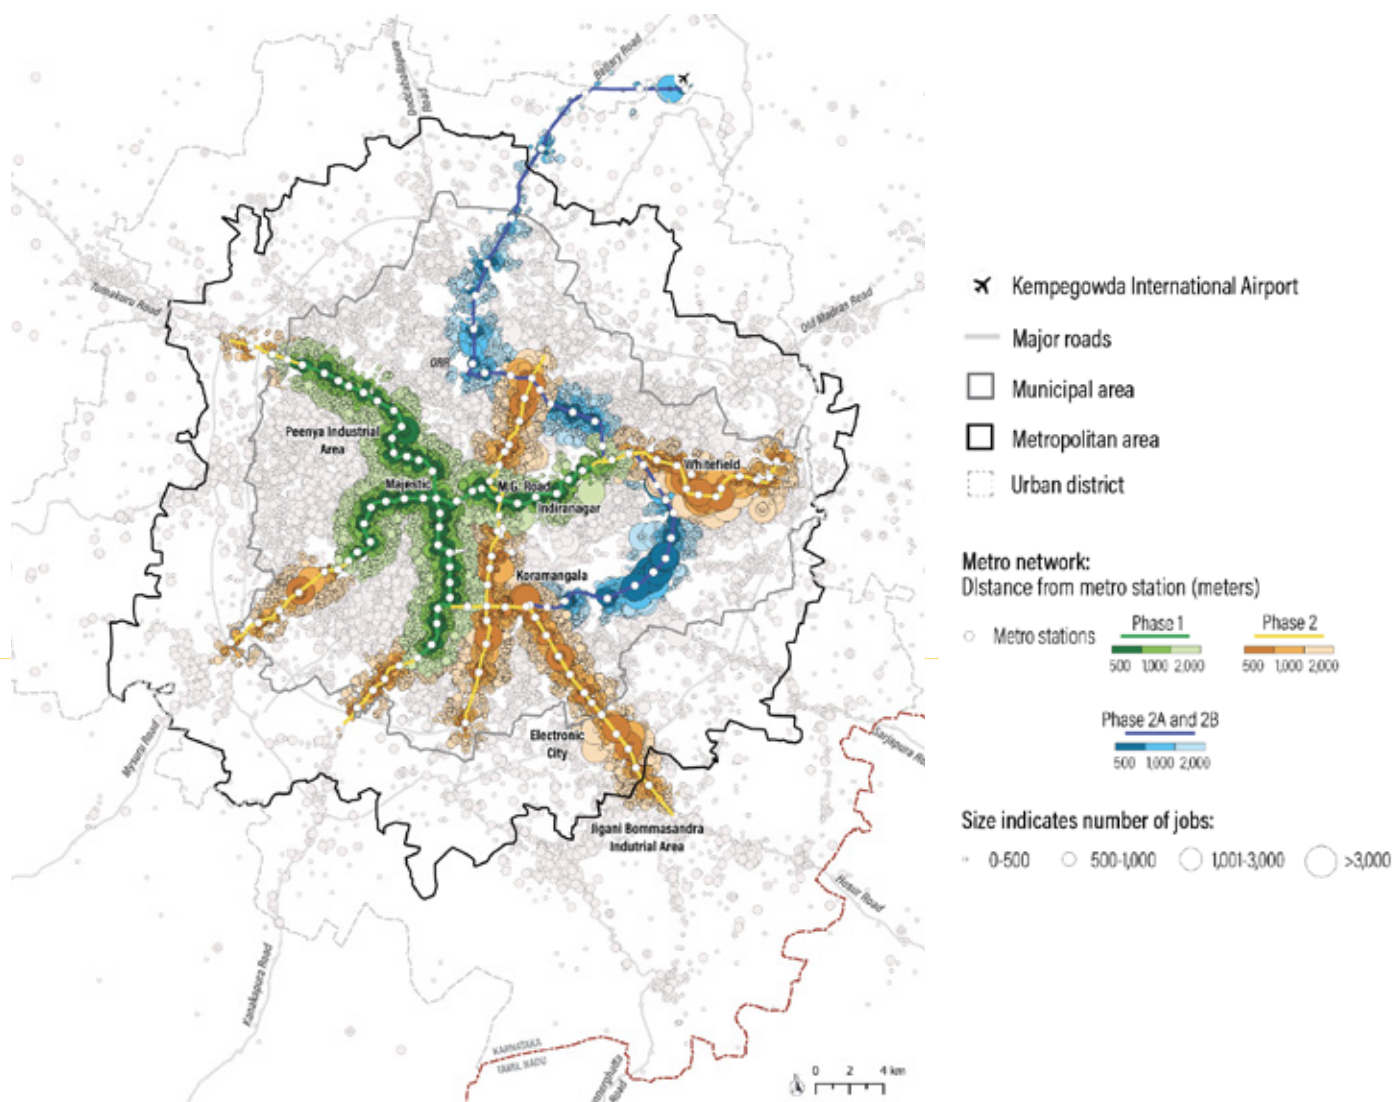 Doddaballapura
Road
Bellary Road
Tumakuru Road
Old Madras Road
ORR
Peenya Industrial
Area
Whitefield
Majestic
M.G. Road
Indiranagar
Koramangala
Mysuru Road
Electronic
City
Sarjapura
Jigani Bommasandra
Indutrial Area
Hosur Road
Kanakapura Road
KARNATAKA
TAMIL NADU
Road
0 2 4 km
Kempegowda International Airport
Major roads
Municipal area
Metropolitan area
Urban district
Metro network:
DIstance from metro station (meters)
Metro stations
Phase 1
500 1,000 2,000
Phase 2
500 1,000 2,000
Phase 2A and 2B
500 1,000 2,000
Size indicates number of jobs:
0-500 500-1,000 1,001-3,000 >3,000